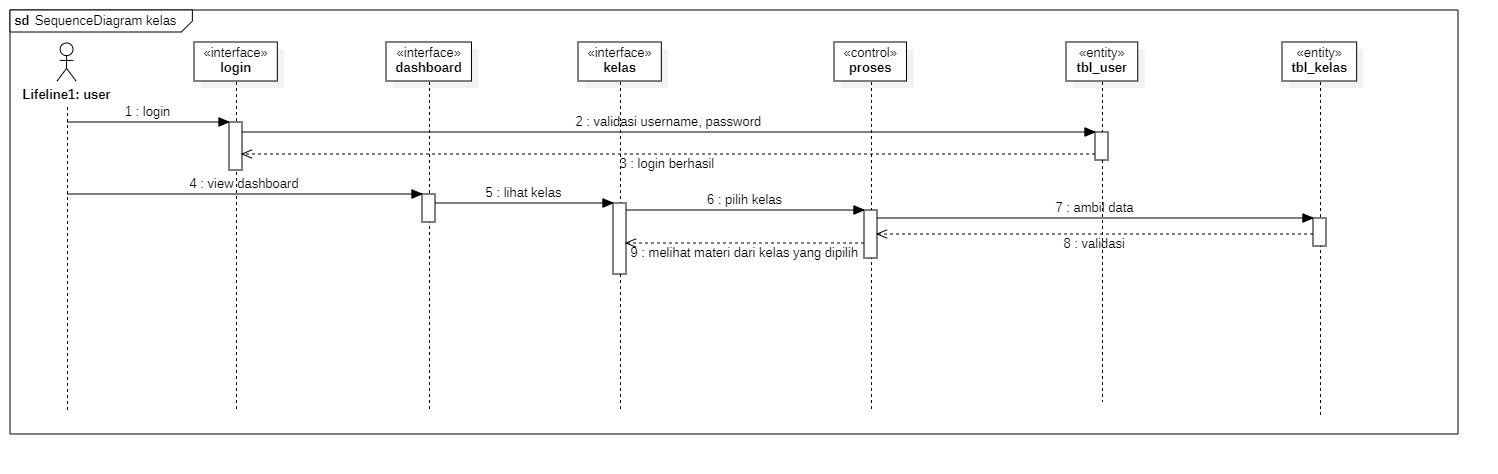 sd SequenceDiagram kelas
«interface»
login
«interface»
dashboard
«interface»
kelas
«control»
proses
«entity»
tbl_user
«entity»
tbl_kelas
Lifeline1: user
1 : login
2 : validasi username, password
3 : login berhasil
4 : view dashboard
5 : lihat kelas
6 : pilih kelas
7 : ambil data
8 : validasi
9 : melihat materi dari kelas yang dipilih